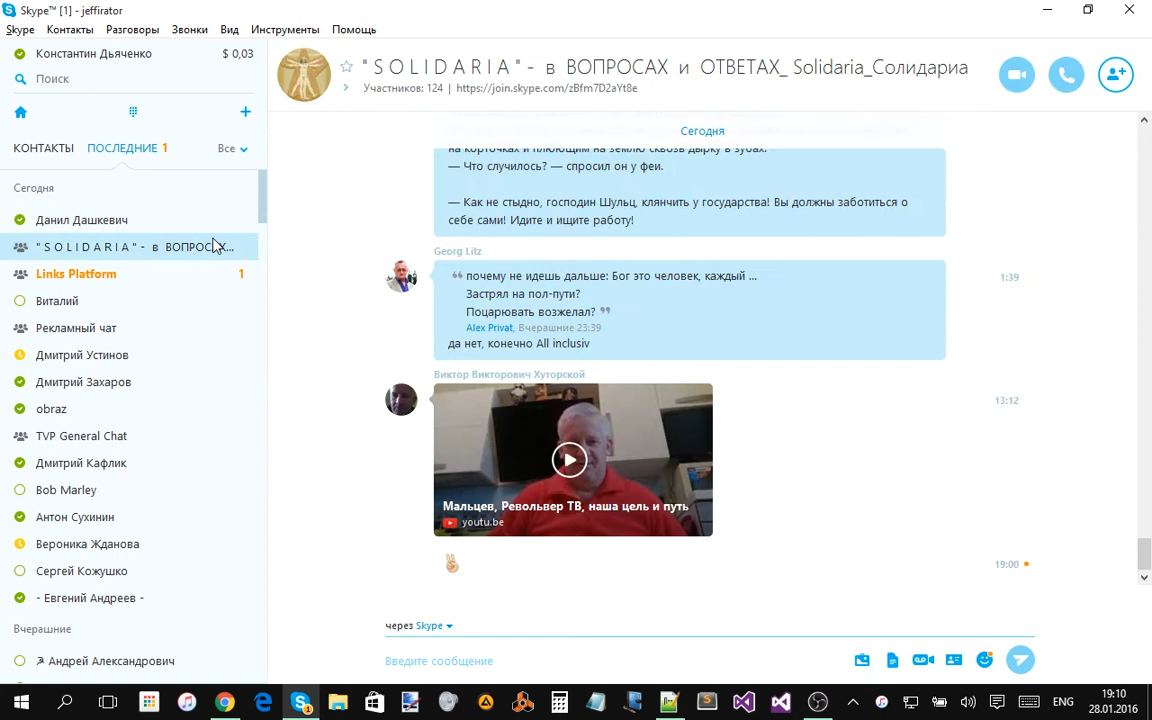 Skype™ [1] - jeffirator
Skype Контакты Разговоры Звонки Вид Инструменты Помощь
Константин Дьяченко $ 0,03
Поиск
КОНТАКТЫ ПОСЛЕДНИЕ 1 Все
Сегодня
Данил Дашкевич
" S O L I D A R I A " - в ВОПРОСАХ...
Links Platform 1
Виталий
Рекламный чат
Дмитрий Устинов
Дмитрий Захаров
obraz
TVP General Chat
Дмитрий Кафлик
Bob Marley
Антон Сухинин
Вероника Жданова
Сергей Кожушко
- Евгений Андреев -
Вчерашние
Андрей Александрович
" S O L I D A R I A " - в ВОПРОСАХ и ОТВЕТАХ_ Solidaria_Солидариа
Участников: 124 | https://join.skype.com/zBfm7D2aYt8e
Сегодня
на корточках и плюющим на землю сквозь дырку в зубах.
— Что случилось? — спросил он у феи.
— Как не стыдно, господин Шульц, клянчить у государства! Вы должны заботиться о
себе сами! Идите и ищите работу!
Georg Litz
почему не идешь дальше: Бог это человек, каждый ... 1:39
Застрял на пол-пути?
Поцарювать возжелал?
Alex Privat, Вчерашние 23:39
да нет, конечно All inclusiv
Виктор Викторович Хуторской
13:12
Мальцев, Револьвер ТВ, наша цель и путь
youtu.be
19:00
через Skype
Введите сообщение
ENG 19:10
28.01.2016